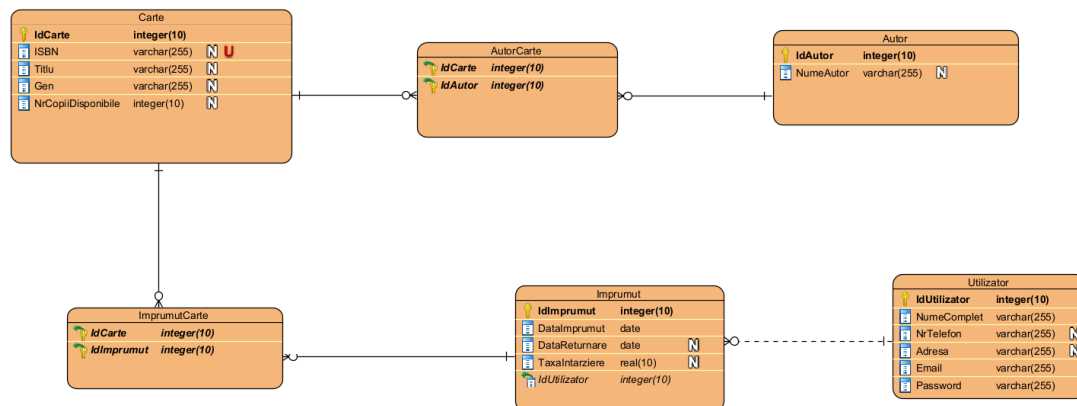 Carte
IdCarte integer(10)
ISBN varchar(255) N U
Titlu varchar(255) N
Gen varchar(255) N
NrCopiiDisponibile integer(10) N
AutorCarte
IdCarte integer(10)
IdAutor integer(10)
Autor
IdAutor integer(10)
NumeAutor varchar(255) N
ImprumutCarte
IdCarte integer(10)
IdImprumut integer(10)
Imprumut
IdImprumut integer(10)
DataImprumut date
DataReturnare date N
TaxaIntarziere real(10) N
IdUtilizator integer(10)
Utilizator
IdUtilizator integer(10)
NumeComplet varchar(255)
NrTelefon varchar(255) N
Adresa varchar(255) N
Email varchar(255)
Password varchar(255)